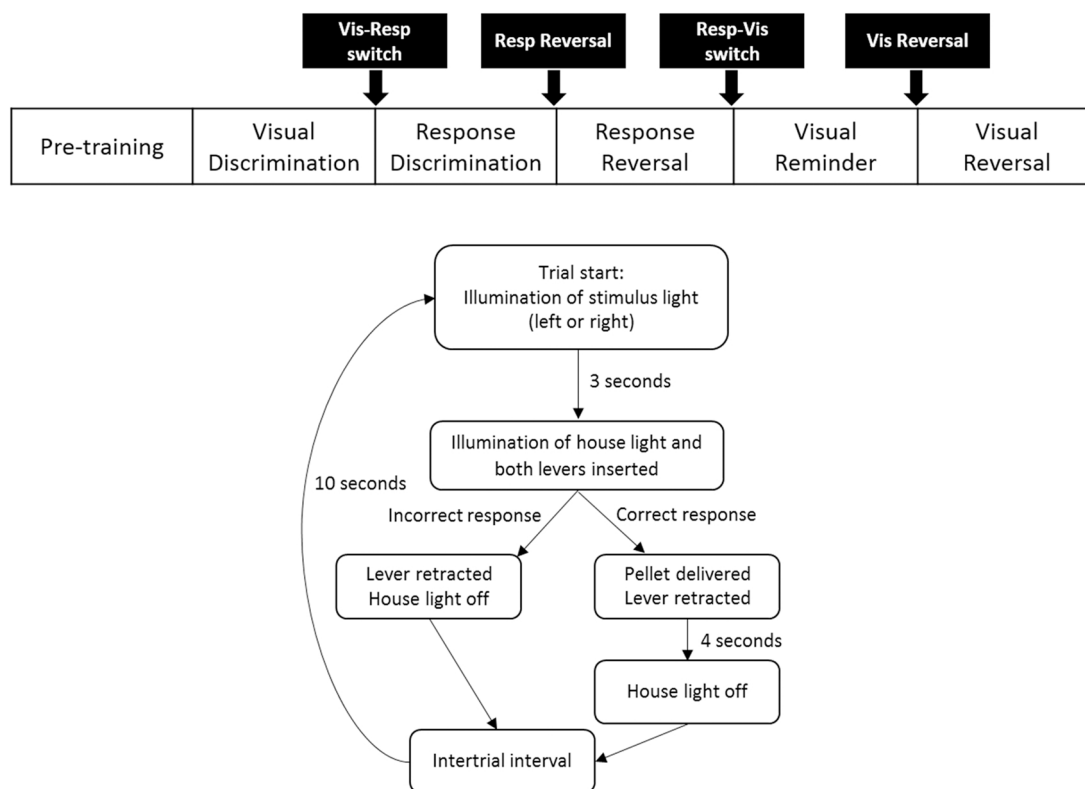 Vis-Resp
switch
Resp Reversal
Resp-Vis
switch
Vis Reversal
Pre-training
Visual
Discrimination
Response
Discrimination
Response
Reversal
Visual
Reminder
Visual
Reversal
Trial start:
Illumination of stimulus light
(left or right)
3 seconds
Illumination of house light and
both levers inserted
10 seconds
Incorrect response
Correct response
Lever retracted
House light off
Pellet delivered
Lever retracted
4 seconds
House light off
Intertrial interval